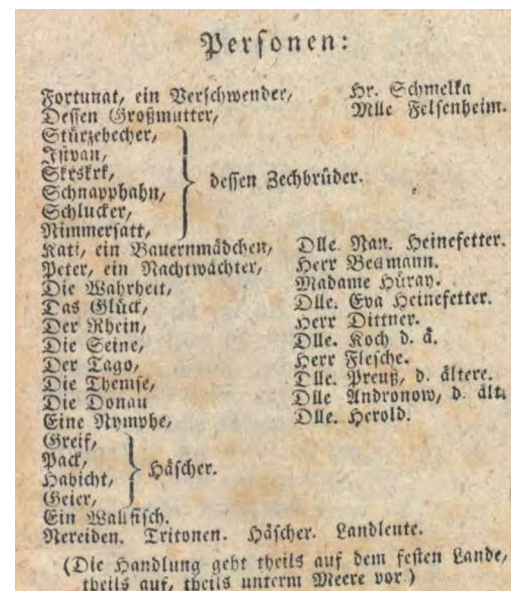 Personen:
Fortunat, ein Verschwender, Hr. Schmelka
Dessen Großmutter, Mlle Felsenheim.
Stürzebecher,
Istvan,
Skrskrk,
Schnapphahn,
Schlucker,
Nimmersatt,
dessen Zechbrüder.
Kati, ein Bauernmädchen, Dlle. Nan. Heinefetter.
Peter, ein Nachtwächter, Herr Beckmann.
Die Wahrheit, Madame Hüray.
Das Glück, Dlle. Eva Heinefetter.
Der Rhein, Herr Dittner.
Die Seine, Dlle. Koch d. ä.
Der Tago, Herr Flesche.
Die Themse, Dlle. Preuß, d. ältere.
Die Donau Dlle Andronow, d. ält.
Eine Nymphe, Dlle. Herold.
Greif,
Pack,
Habicht,
Geier,
Häscher.
Ein Wallfisch.
Nereiden. Tritonen. Häscher. Landleute.
(Die Handlung geht theils auf dem festen Lande,
theils auf, theils unterm Meere vor.)